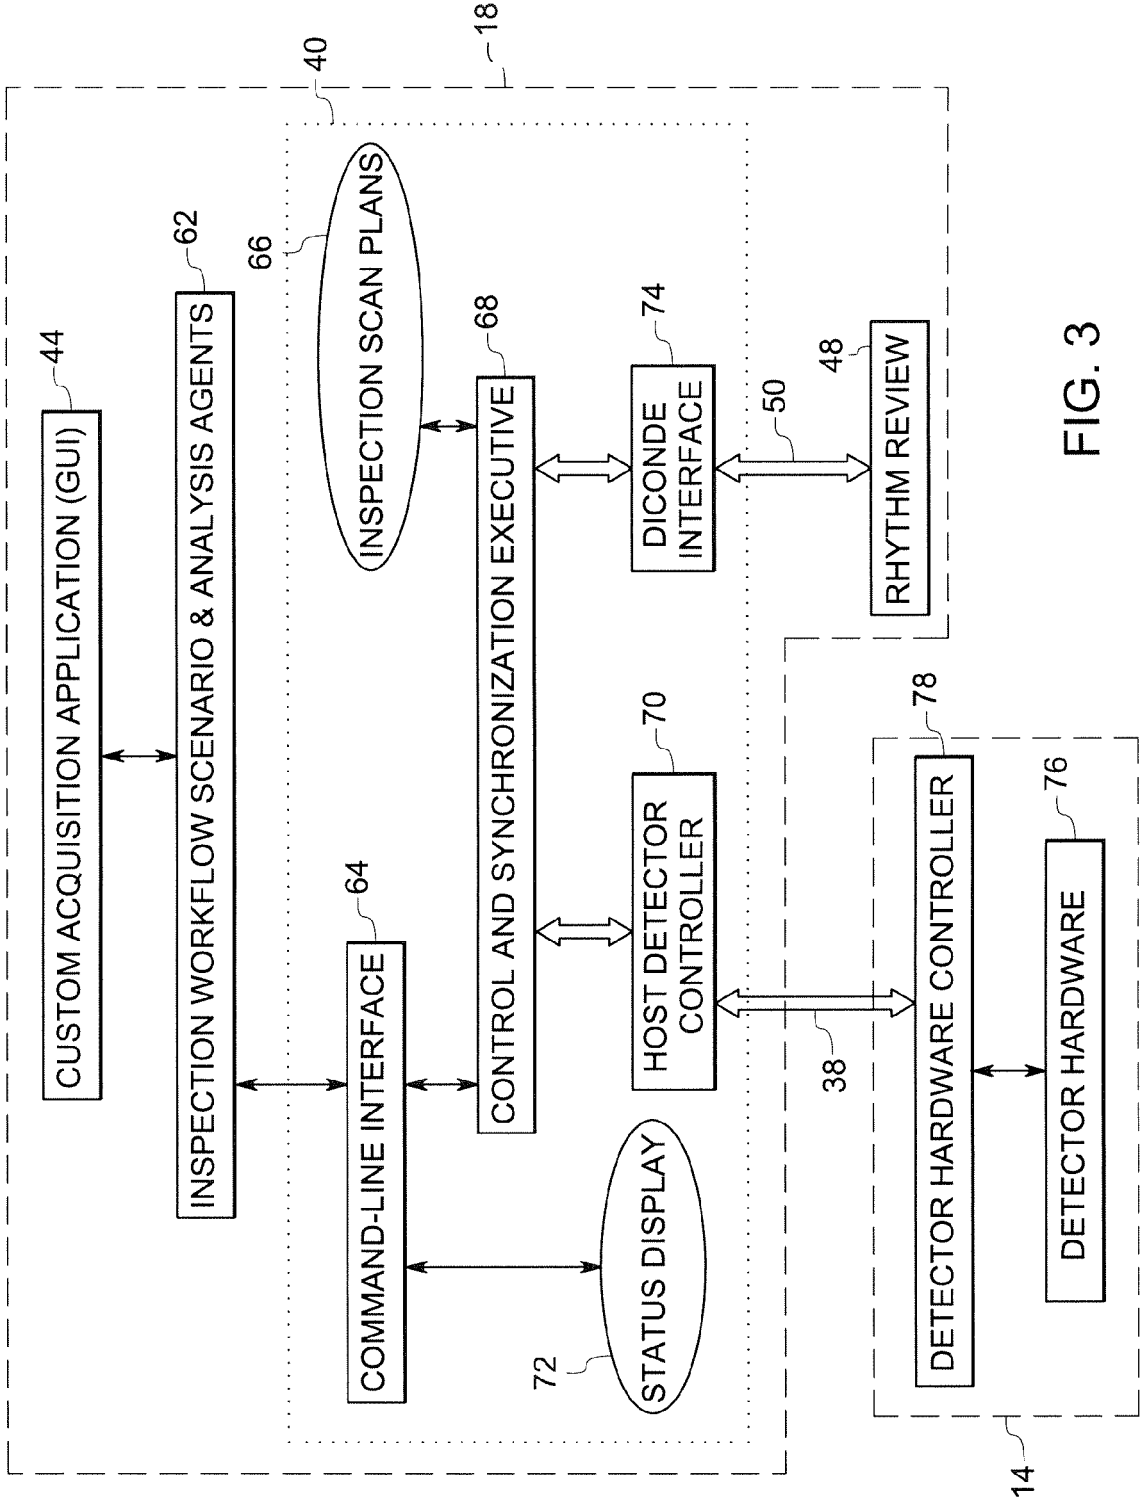 18
40
44
CUSTOM ACQUISITION APPLICATION (GUI)
62
INSPECTION WORKFLOW SCENARIO & ANALYSIS AGENTS
64
COMMAND-LINE INTERFACE
66
INSPECTION SCAN PLANS
68
CONTROL AND SYNCHRONIZATION EXECUTIVE
72
STATUS DISPLAY
70
HOST DETECTOR
CONTROLLER
74
DICONDE
INTERFACE
38
50
48
RHYTHM REVIEW
78
DETECTOR HARDWARE CONTROLLER
76
DETECTOR HARDWARE
14
FIG. 3